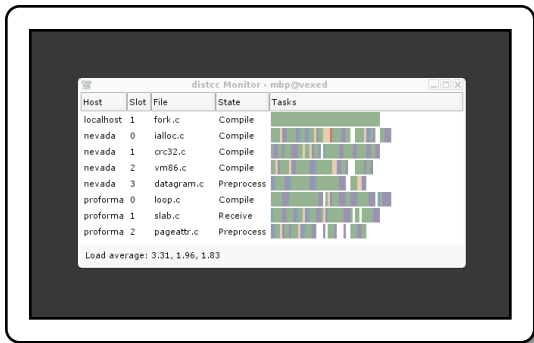 distcc Monitor - mbp@vexed
Host Slot File State Tasks
localhost 1 fork.c Compile
nevada 0 ialloc.c Compile
nevada 1 crc32.c Compile
nevada 2 vm86.c Compile
nevada 3 datagram.c Preprocess
proforma 0 loop.c Compile
proforma 1 slab.c Receive
proforma 2 pageattr.c Preprocess
Load average: 3.31, 1.96, 1.83